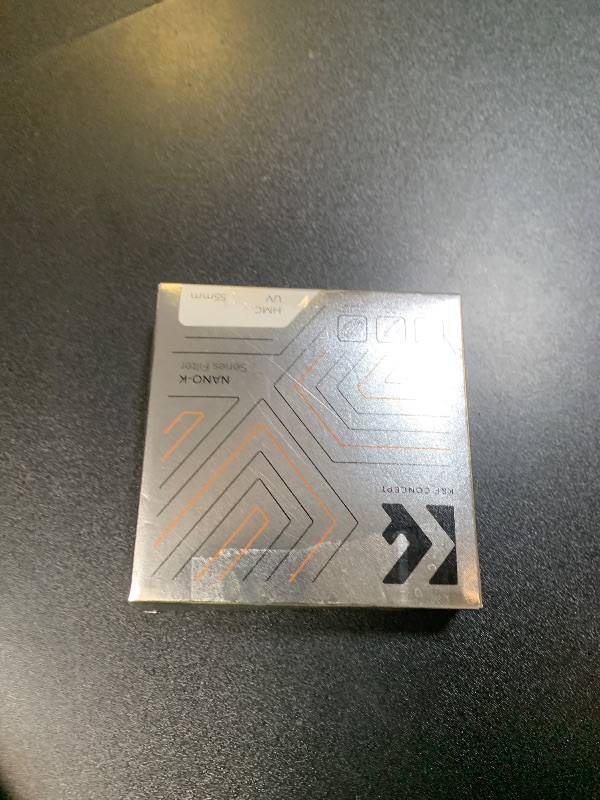 K&F CONCEPT
NANO-K
Series Filter
HMC
UV
55mm